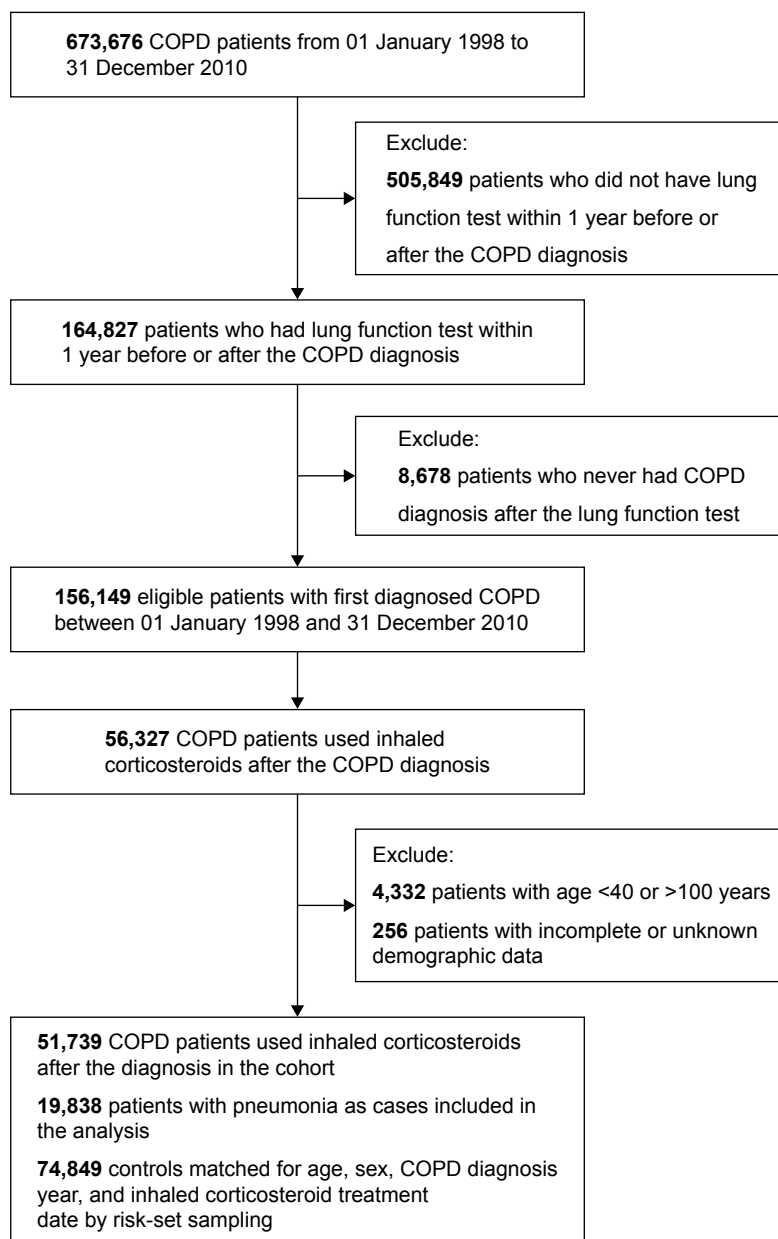 673,676 COPD patients from 01 January 1998 to
31 December 2010
Exclude:
505,849 patients who did not have lung
function test within 1 year before or
after the COPD diagnosis
164,827 patients who had lung function test within
1 year before or after the COPD diagnosis
Exclude:
8,678 patients who never had COPD
diagnosis after the lung function test
156,149 eligible patients with first diagnosed COPD
between 01 January 1998 and 31 December 2010
56,327 COPD patients used inhaled
corticosteroids after the COPD diagnosis
Exclude:
4,332 patients with age <40 or >100 years
256 patients with incomplete or unknown
demographic data
51,739 COPD patients used inhaled corticosteroids
after the diagnosis in the cohort
19,838 patients with pneumonia as cases included in
the analysis
74,849 controls matched for age, sex, COPD diagnosis
year, and inhaled corticosteroid treatment
date by risk-set sampling